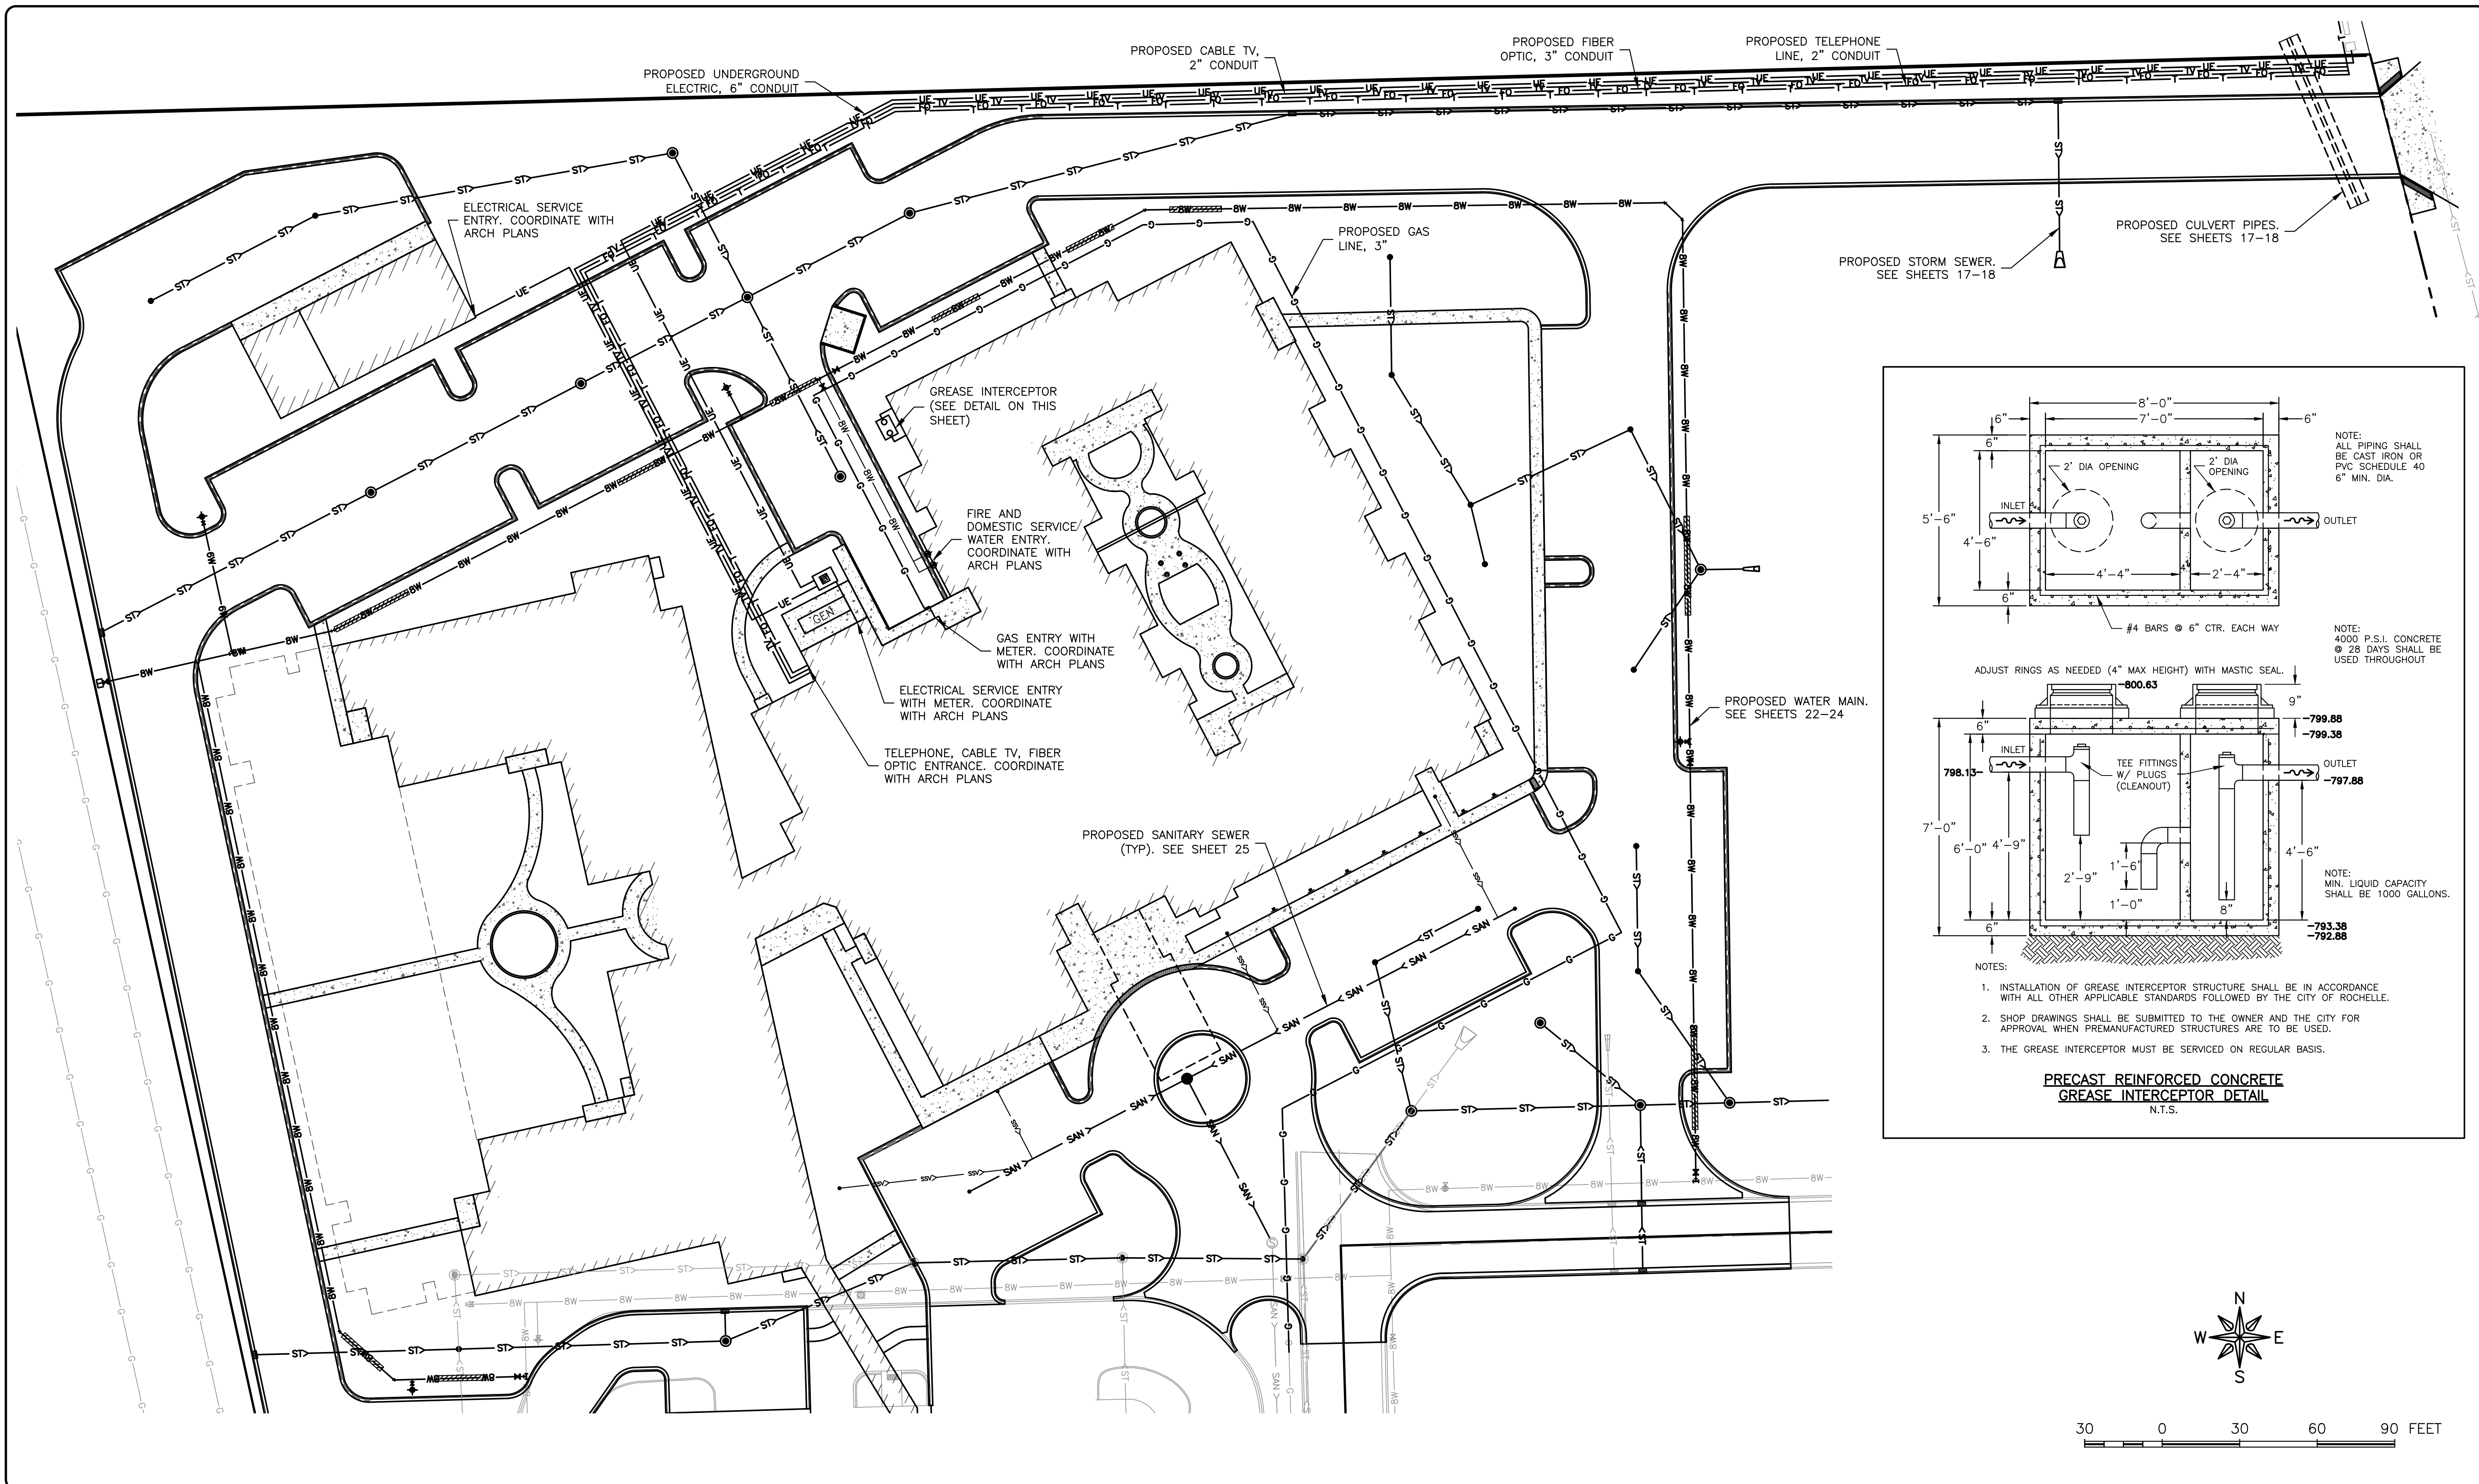 PROPOSED UNDERGROUND
ELECTRIC, 6" CONDUIT
PROPOSED CABLE TV,
2" CONDUIT
PROPOSED FIBER
OPTIC, 3" CONDUIT
PROPOSED TELEPHONE
LINE, 2" CONDUIT
ELECTRICAL SERVICE
ENTRY. COORDINATE WITH
ARCH PLANS
PROPOSED GAS
LINE, 3"
PROPOSED STORM SEWER.
SEE SHEETS 17-18
PROPOSED CULVERT PIPES.
SEE SHEETS 17-18
GREASE INTERCEPTOR
(SEE DETAIL ON THIS
SHEET)
FIRE AND
DOMESTIC SERVICE
WATER ENTRY.
COORDINATE WITH
ARCH PLANS
GEN
GAS ENTRY WITH
METER. COORDINATE
WITH ARCH PLANS
ELECTRICAL SERVICE ENTRY
WITH METER. COORDINATE
WITH ARCH PLANS
TELEPHONE, CABLE TV, FIBER
OPTIC ENTRANCE. COORDINATE
WITH ARCH PLANS
PROPOSED WATER MAIN.
SEE SHEETS 22-24
PROPOSED SANITARY SEWER
(TYP). SEE SHEET 25
8'-0"
6" 7'-0" 6"
6"
NOTE:
ALL PIPING SHALL
BE CAST IRON OR
PVC SCHEDULE 40
6" MIN. DIA.
2' DIA OPENING
2' DIA
OPENING
INLET
OUTLET
5'-6"
4'-6"
4'-4" 4" 2'-4"
6"
#4 BARS @ 6" CTR. EACH WAY
NOTE:
4000 P.S.I. CONCRETE
@ 28 DAYS SHALL BE
USED THROUGHOUT
ADJUST RINGS AS NEEDED (4" MAX HEIGHT) WITH MASTIC SEAL.
800.63
9"
6"
799.88
799.38
INLET
798.13
TEE FITTINGS
W/ PLUGS
(CLEANOUT)
OUTLET
797.88
7'-0"
6'-0" 4'-9"
2'-9"
1'-6"
1'-0"
8"
4'-6"
NOTE:
MIN. LIQUID CAPACITY
SHALL BE 1000 GALLONS.
6"
793.38
792.88
NOTES:
1. INSTALLATION OF GREASE INTERCEPTOR STRUCTURE SHALL BE IN ACCORDANCE
WITH ALL OTHER APPLICABLE STANDARDS FOLLOWED BY THE CITY OF ROCHELLE.
2. SHOP DRAWINGS SHALL BE SUBMITTED TO THE OWNER AND THE CITY FOR
APPROVAL WHEN PREMANUFACTURED STRUCTURES ARE TO BE USED.
3. THE GREASE INTERCEPTOR MUST BE SERVICED ON REGULAR BASIS.
PRECAST REINFORCED CONCRETE
GREASE INTERCEPTOR DETAIL
N.T.S.
N
W E
S
30 0 30 60 90 FEET